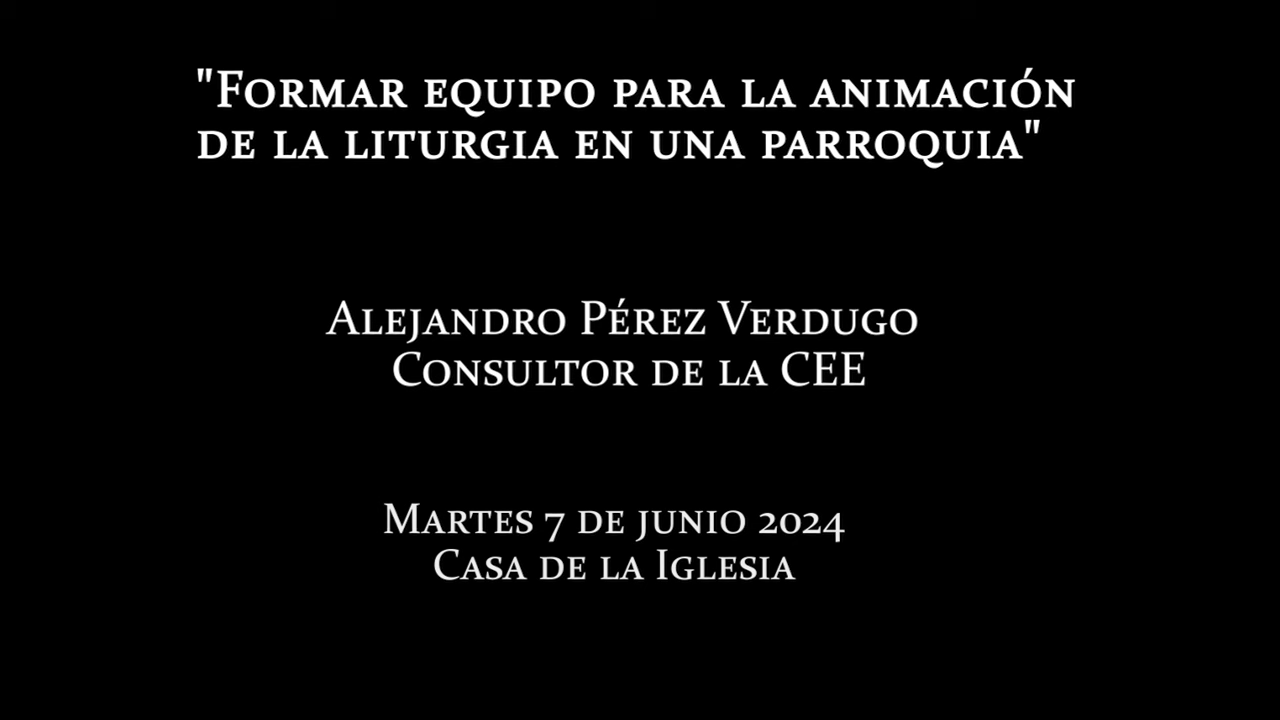 "Formar equipo para la animación
de la liturgia en una parroquia"
Alejandro Pérez Verdugo
Consultor de la CEE
Martes 7 de junio 2024
Casa de la Iglesia